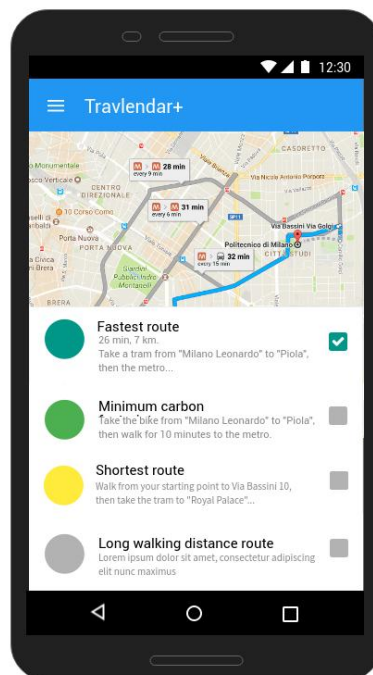 12:30
Travlendar+
CASORETTO
28 min
every 9 min
Via Nicola Antonio Porpora
CENTRO
DIREZIONALE
31 min
every 6 min
10 Corso Como
Porta Nuova
PORTA NUOVA
Via Bassini Via Golgi
Politecnico di Milano
CITTÀ STUDI
32 min
every 15 min
Giardini
Pubblici Indro
Montanelli
BRERA
Fastest route
26 min, 7 km.
Take a tram from "Milano Leonardo" to "Piola",
then the metro...
Minimum carbon
Take the bike from "Milano Leonardo" to "Piola",
then walk for 10 minutes to the metro.
Shortest route
Walk from your starting point to Via Bassini 10,
then take the tram to "Royal Palace"...
Long walking distance route
Lorem ipsum dolor sit amet, consectetur adipiscing
elit nunc maximus